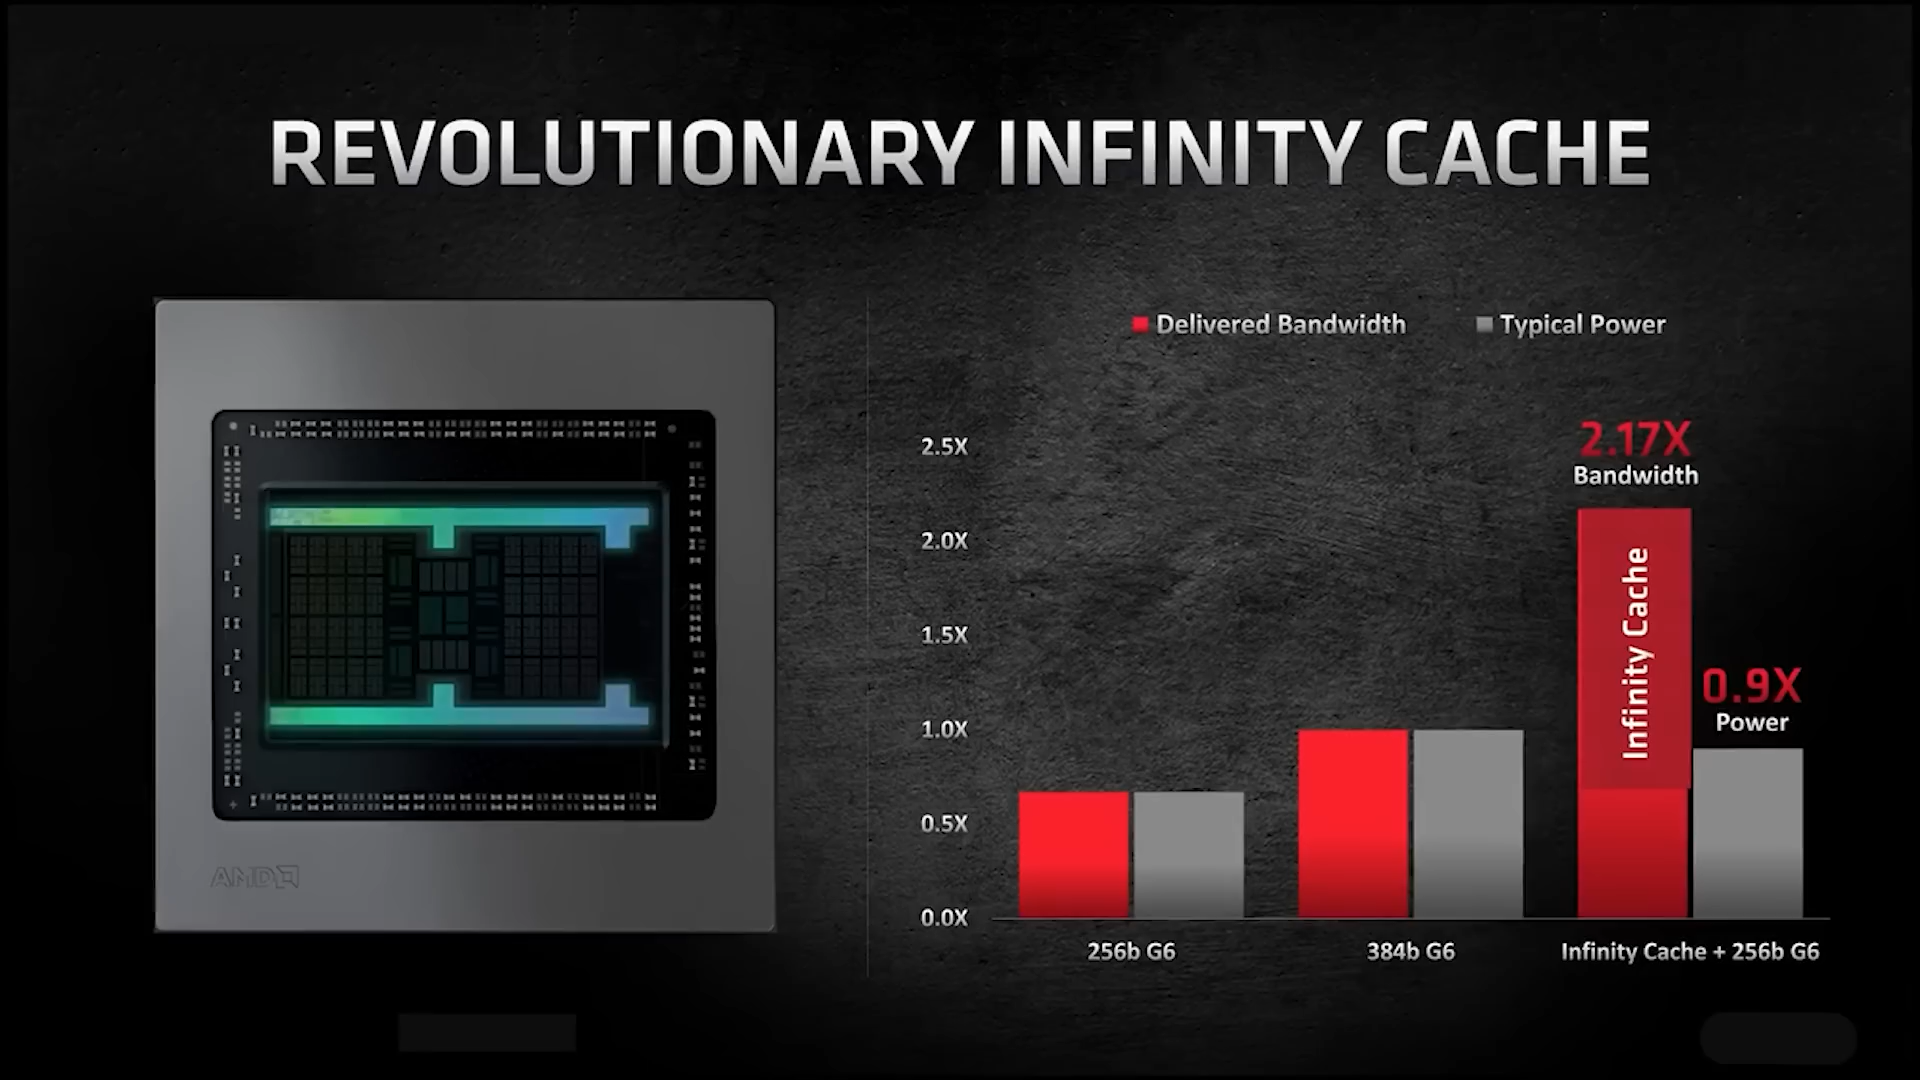 REVOLUTIONARY INFINITY CACHE
AMD
Delivered Bandwidth
Typical Power
2.5X
2.0X
1.5X
1.0X
0.5X
0.0X
2.17X
Bandwidth
Infinity Cache
0.9X
Power
256b G6
384b G6
Infinity Cache + 256b G6